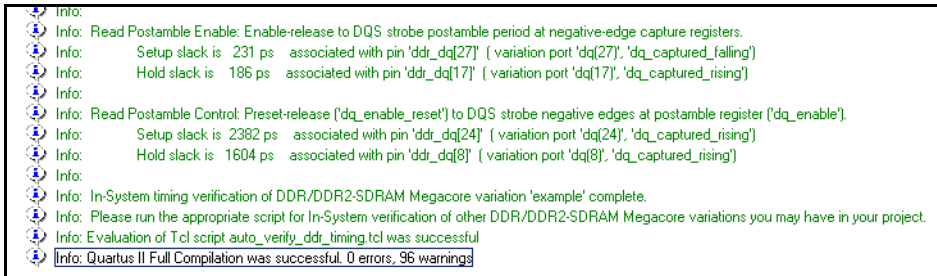 Info:
Info: Read Postamble Enable: Enable-release to DQS strobe postamble period at negative-edge capture registers.
Info: Setup slack is 231 ps associated with pin 'ddr_dq[27]' ( variation port 'dq(27)', 'dq_captured_falling')
Info: Hold slack is 186 ps associated with pin 'ddr_dq[17]' ( variation port 'dq(17)', 'dq_captured_rising')
Info:
Info: Read Postamble Control: Preset-release ('dq_enable_reset') to DQS strobe negative edges at postamble register ('dq_enable').
Info: Setup slack is 2382 ps associated with pin 'ddr_dq[24]' ( variation port 'dq(24)', 'dq_captured_rising')
Info: Hold slack is 1604 ps associated with pin 'ddr_dq[8]' ( variation port 'dq(8)', 'dq_captured_rising')
Info:
Info: In-System timing verification of DDR/DDR2-SDRAM Megacore variation 'example' complete.
Info: Please run the appropriate script for In-System verification of other DDR/DDR2-SDRAM Megacore variations you may have in your project.
Info: Evaluation of Tcl script auto_verify_ddr_timing.tcl was successful
Info: Quartus II Full Compilation was successful. 0 errors, 96 warnings